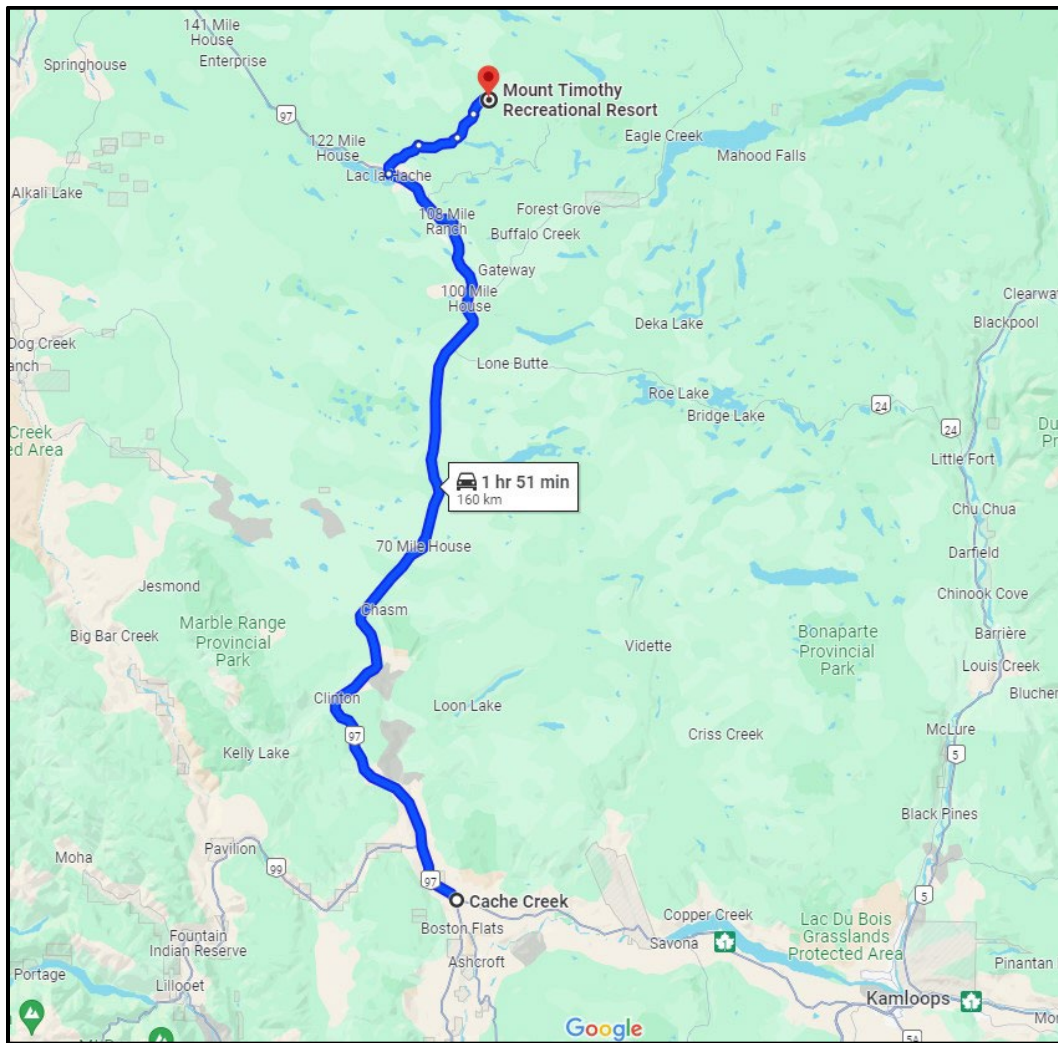 141 Mile
House
Enterprise
Springhouse
97
Mount Timothy
Recreational Resort
122 Mile
House
Lac la Hache
Eagle Creek
Mahood Falls
Alkali Lake
108 Mile
Ranch
Forest Grove
Buffalo Creek
Gateway
100 Mile
House
Deka Lake
Clearwa
Blackpool
Dog Creek
anch
Lone Butte
Roe Lake
Bridge Lake
24
24
Little Fort
Creek
ed Area
Du
Pr
1 hr 51 min
160 km
Chu Chua
70 Mile House
Darfield
Jesmond
Chinook Cove
Chasm
Big Bar Creek
Marble Range
Provincial
Park
Vidette
Bonaparte
Provincial
Park
Barrière
Louis Creek
Blucher
Clinton
Loon Lake
97
Kelly Lake
Criss Creek
McLure
5
Black Pines
Moha
Pavilion
99
97
Cache Creek
5
Boston Flats
Copper Creek
Lac Du Bois
Grasslands
Protected Area
Fountain
Indian Reserve
Ashcroft
Savona
Pinantan
Portage
Lillooet
Kamloops
Mon
Google
5A